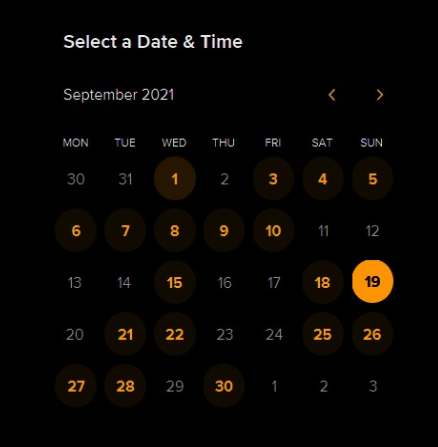 Select a Date & Time
September 2021
MON TUE WED THU FRI SAT SUN
30 31 1 2 3 4 5
6 7 8 9 10 11 12
13 14 15 16 17 18 19
20 21 22 23 24 25 26
27 28 29 30 1 2 3